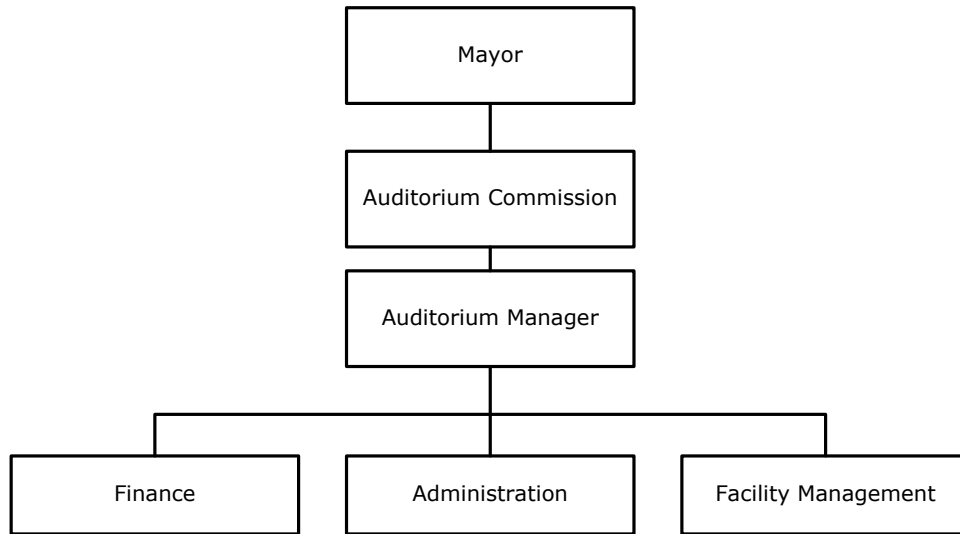 Mayor
Auditorium Commission
Auditorium Manager
Finance
Administration
Facility Management